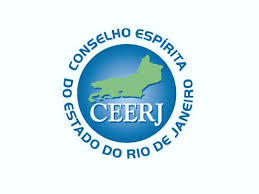 CONSELHO ESPÍRITA
DO ESTADO DO RIO DE JANEIRO
CEERJ